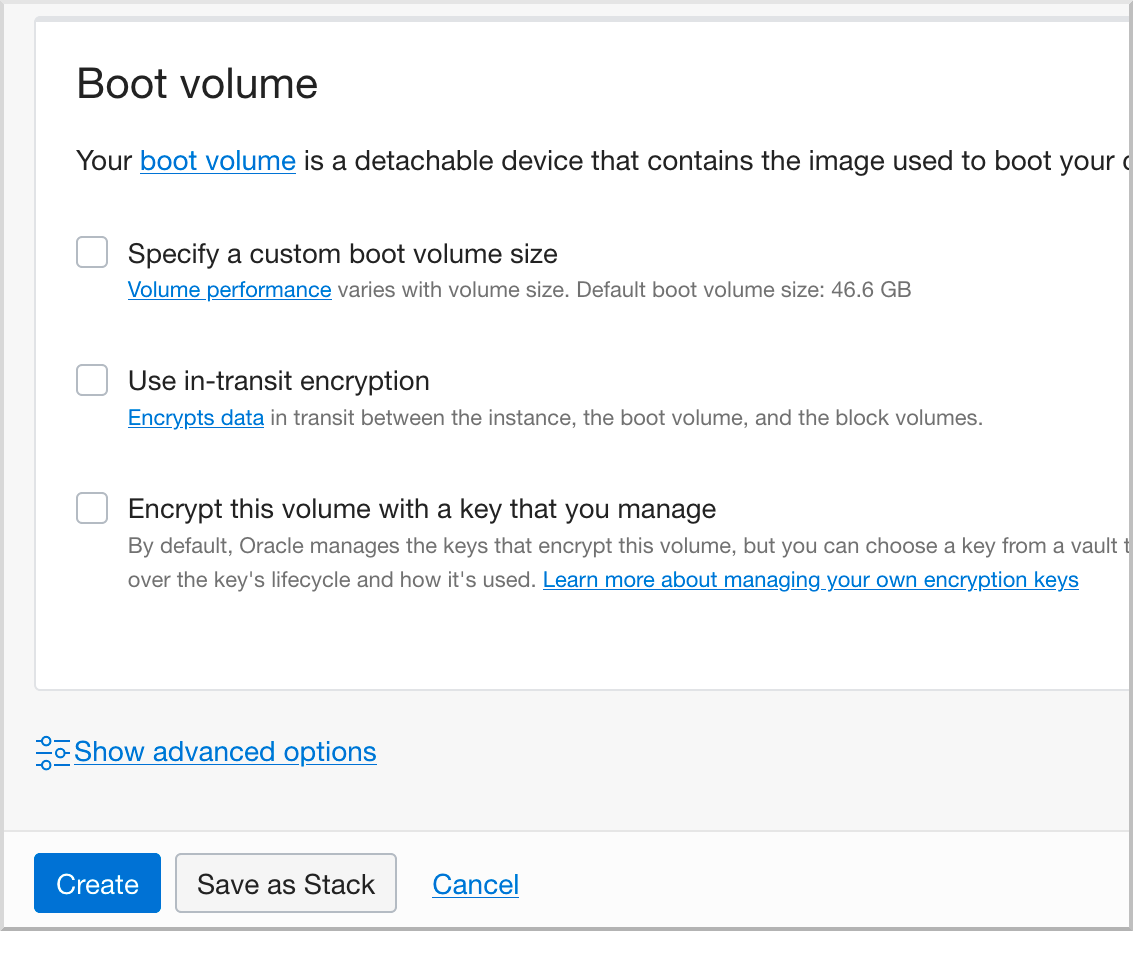 Boot volume
Your boot volume is a detachable device that contains the image used to boot your
Specify a custom boot volume size
Volume performance varies with volume size. Default boot volume size: 46.6 GB
Use in-transit encryption
Encrypts data in transit between the instance, the boot volume, and the block volumes.
Encrypt this volume with a key that you manage
By default, Oracle manages the keys that encrypt this volume, but you can choose a key from a vault
over the key's lifecycle and how it's used. Learn more about managing your own encryption keys
Show advanced options
Create
Save as Stack
Cancel